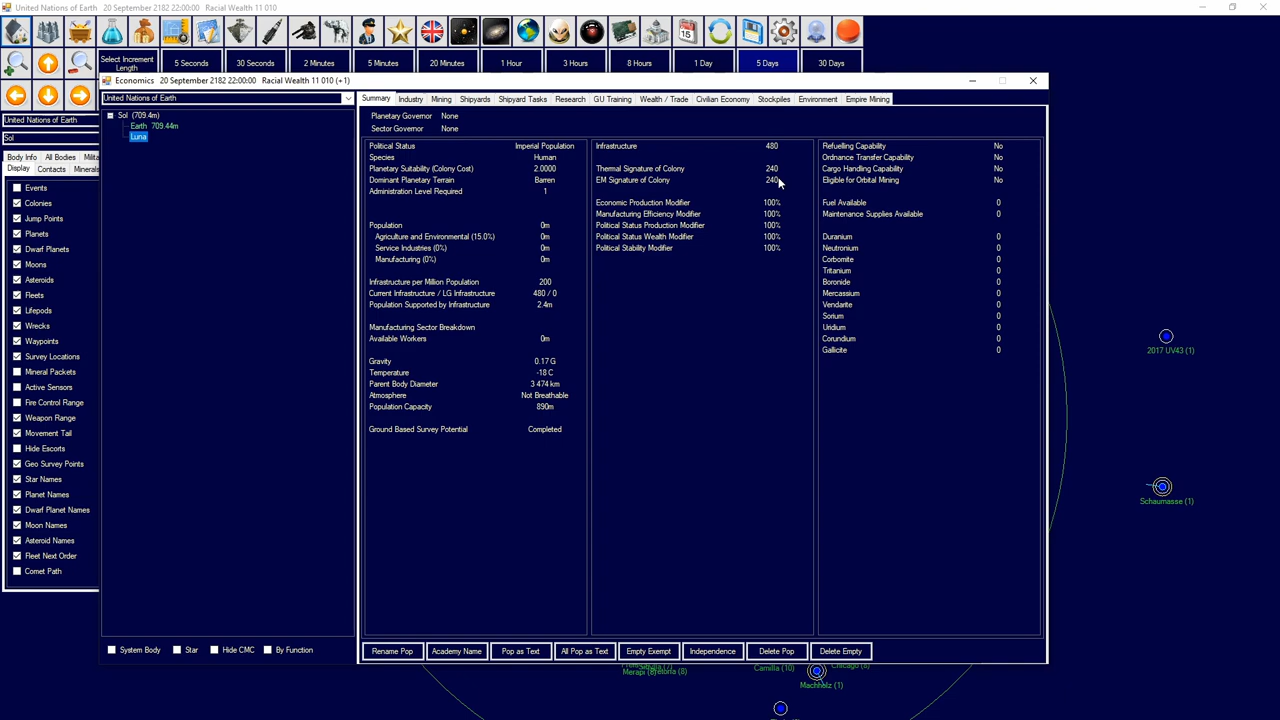 United Nations of Earth    20 September 2182 22:00:00    Racial Wealth 11 010
Select Increment Length
5 Seconds
30 Seconds
2 Minutes
5 Minutes
20 Minutes
1 Hour
3 Hours
8 Hours
1 Day
5 Days
30 Days
Economics    20 September 2182 22:00:00    Racial Wealth 11 010 (+1)
United Nations of Earth
Sol
Body Info
All Bodies
Display
Contacts
Minerals
Events
Colonies
Jump Points
Planets
Dwarf Planets
Moons
Asteroids
Fleets
Lifepods
Wrecks
Waypoints
Survey Locations
Mineral Packets
Active Sensors
Fire Control Range
Weapon Range
Movement Tail
Hide Escorts
Geo Survey Points
Star Names
Planet Names
Dwarf Planet Names
Moon Names
Asteroid Names
Fleet Next Order
Comet Path
United Nations of Earth
Sol (709.4m)
Earth 709.44m
Luna
System Body
Star
Hide CMC
By Function
Summary
Industry
Mining
Shipyards
Shipyard Tasks
Research
GU Training
Wealth / Trade
Civilian Economy
Stockpiles
Environment
Empire Mining
Planetary Governor None
Sector Governor None
Political Status Imperial Population
Species Human
Planetary Suitability (Colony Cost) 2.0000
Dominant Planetary Terrain Barren
Administration Level Required 1
Population 0m
Agriculture and Environmental (15.0%) 0m
Service Industries (0%) 0m
Manufacturing (0%) 0m
Infrastructure per Million Population 200
Current Infrastructure / LG Infrastructure 480 / 0
Population Supported by Infrastructure 2.4m
Manufacturing Sector Breakdown
Available Workers 0m
Gravity 0.17 G
Temperature -18 C
Parent Body Diameter 3 474 km
Atmosphere Not Breathable
Population Capacity 890m
Ground Based Survey Potential Completed
Infrastructure 480
Thermal Signature of Colony 240
EM Signature of Colony 240
Economic Production Modifier 100%
Manufacturing Efficiency Modifier 100%
Political Status Production Modifier 100%
Political Status Wealth Modifier 100%
Political Stability Modifier 100%
Refuelling Capability No
Ordnance Transfer Capability No
Cargo Handling Capability No
Eligible for Orbital Mining No
Fuel Available 0
Maintenance Supplies Available 0
Duranium 0
Neutronium 0
Corbomite 0
Tritanium 0
Boronide 0
Mercassium 0
Vendarite 0
Sorium 0
Uridium 0
Corundium 0
Gallicite 0
Rename Pop
Academy Name
Pop as Text
All Pop as Text
Empty Exempt
Independence
Delete Pop
Delete Empty
2017 UV43 (1)
Schaumasse (1)
Camilla (10)
Machholz (1)